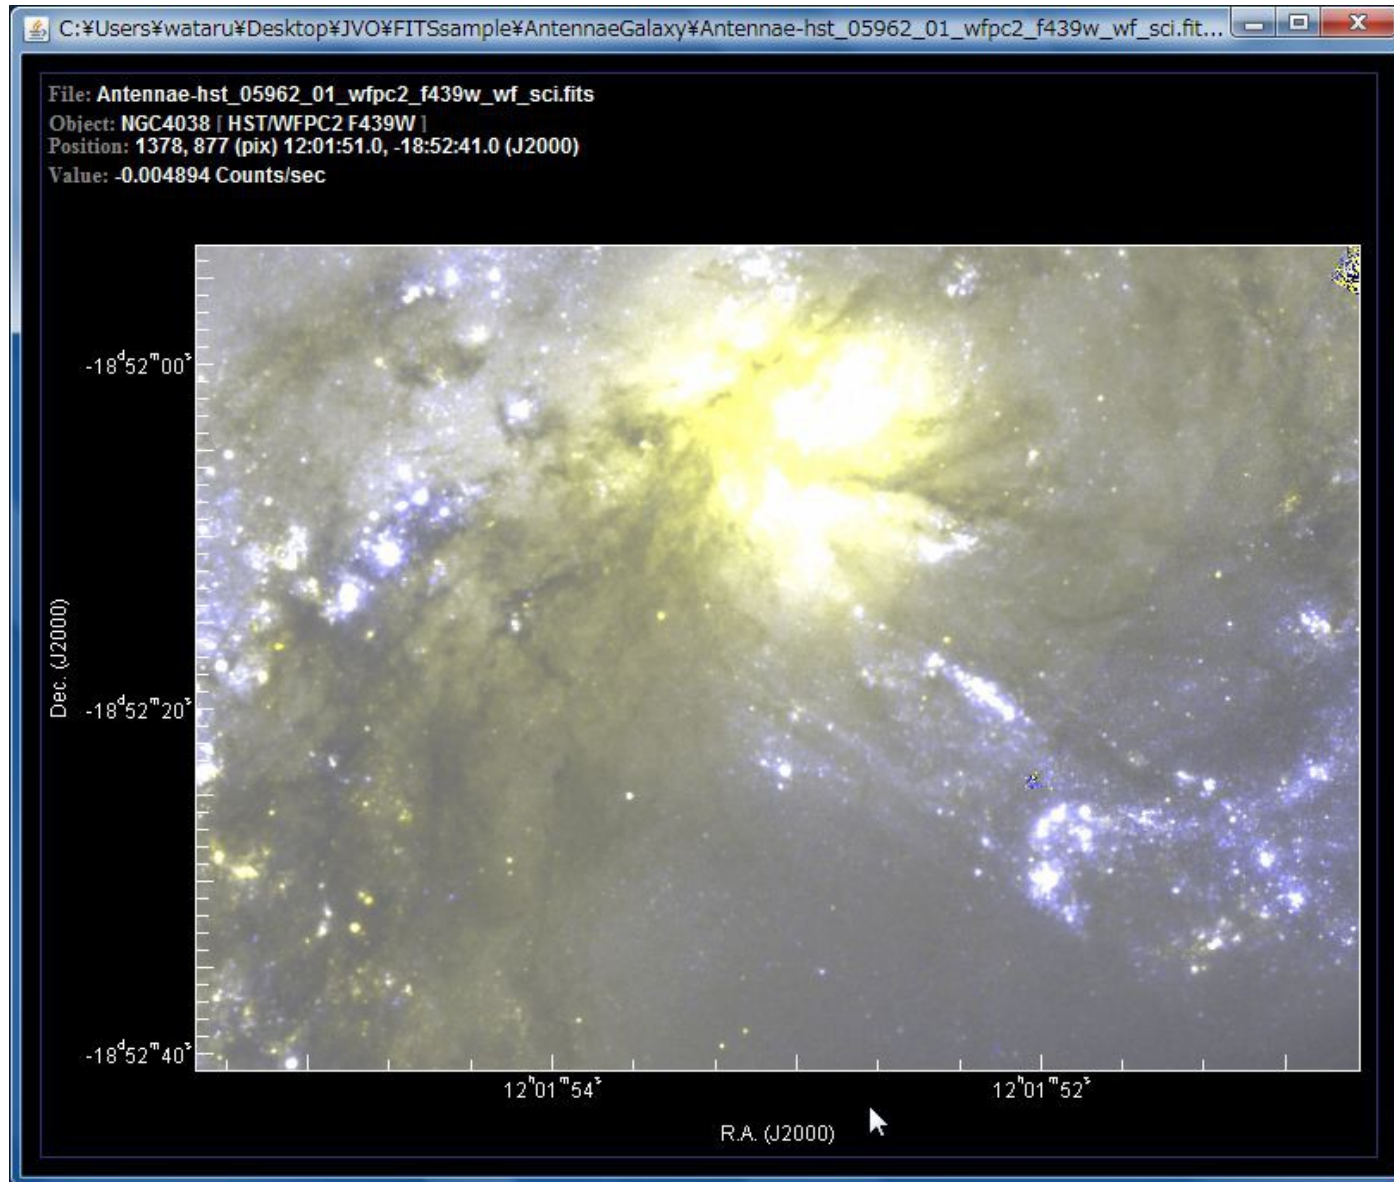 C:¥Users¥wataru¥Desktop¥JVO¥FITSsample¥AntennaeGalaxy¥Antennae-hst_05962_01_wfpc2_f439w_wf_sci.fit...
File: Antennae-hst_05962_01_wfpc2_f439w_wf_sci.fits
Object: NGC4038 [ HST/WFPC2 F439W ]
Position: 1378, 877 (pix) 12:01:51.0, -18:52:41.0 (J2000)
Value: -0.004894 Counts/sec
-18d52m00s
Dec. (J2000)
-18d52m20s
-18d52m40s
12h01m54s
12h01m52s
R.A. (J2000)